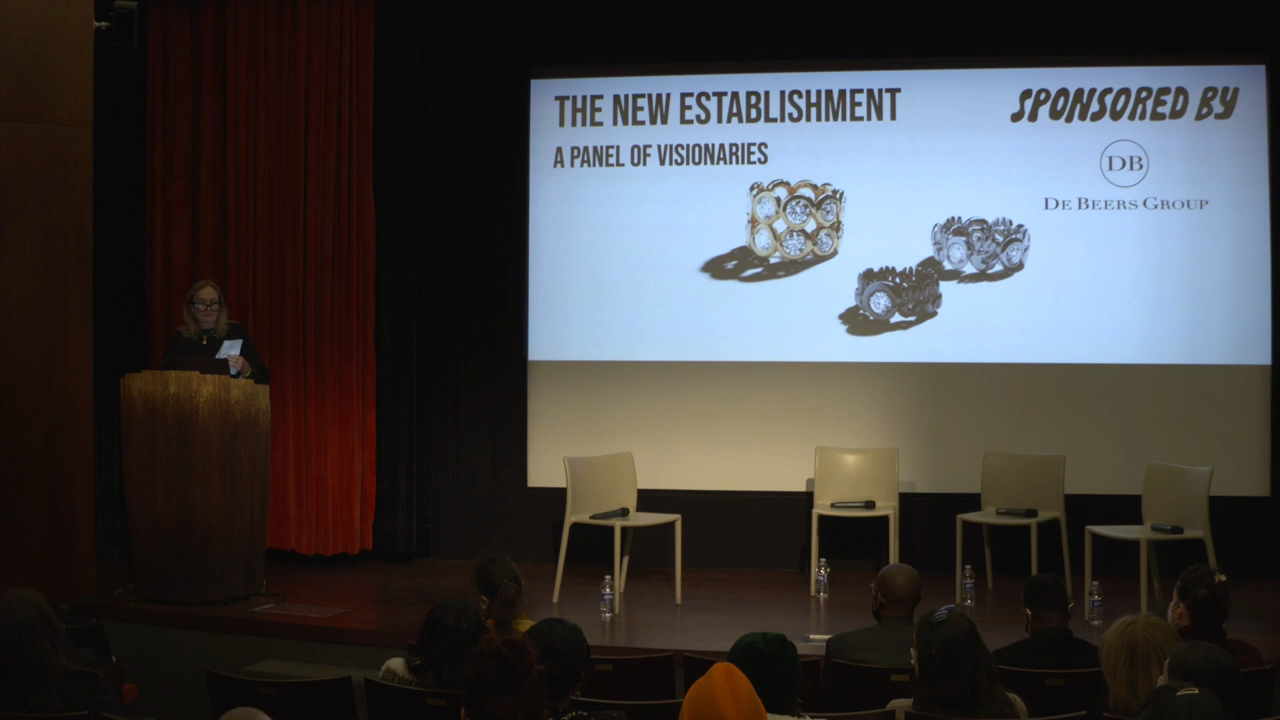 THE NEW ESTABLISHMENT
A PANEL OF VISIONARIES
SPONSORED BY
DB
DE BEERS GROUP